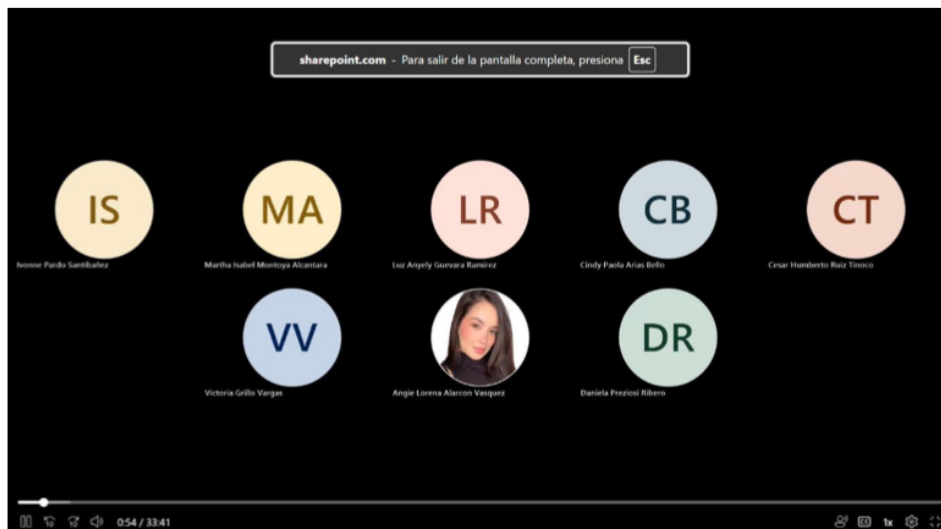 sharepoint.com - Para salir de la pantalla completa, presiona Esc
IS MA LR CB CT
Ivonne Pardo Santibañez Martha Isabel Montoya Alcantara Luz Anyely Guevara Ramirez Cindy Paola Arias Bello Cesar Humberto Ruiz Tinoco
VV DR
Victoria Grillo Vargas Angie Lorena Alarcon Vasquez Daniela Preziosi Ribero
0:54 / 33:41 1x